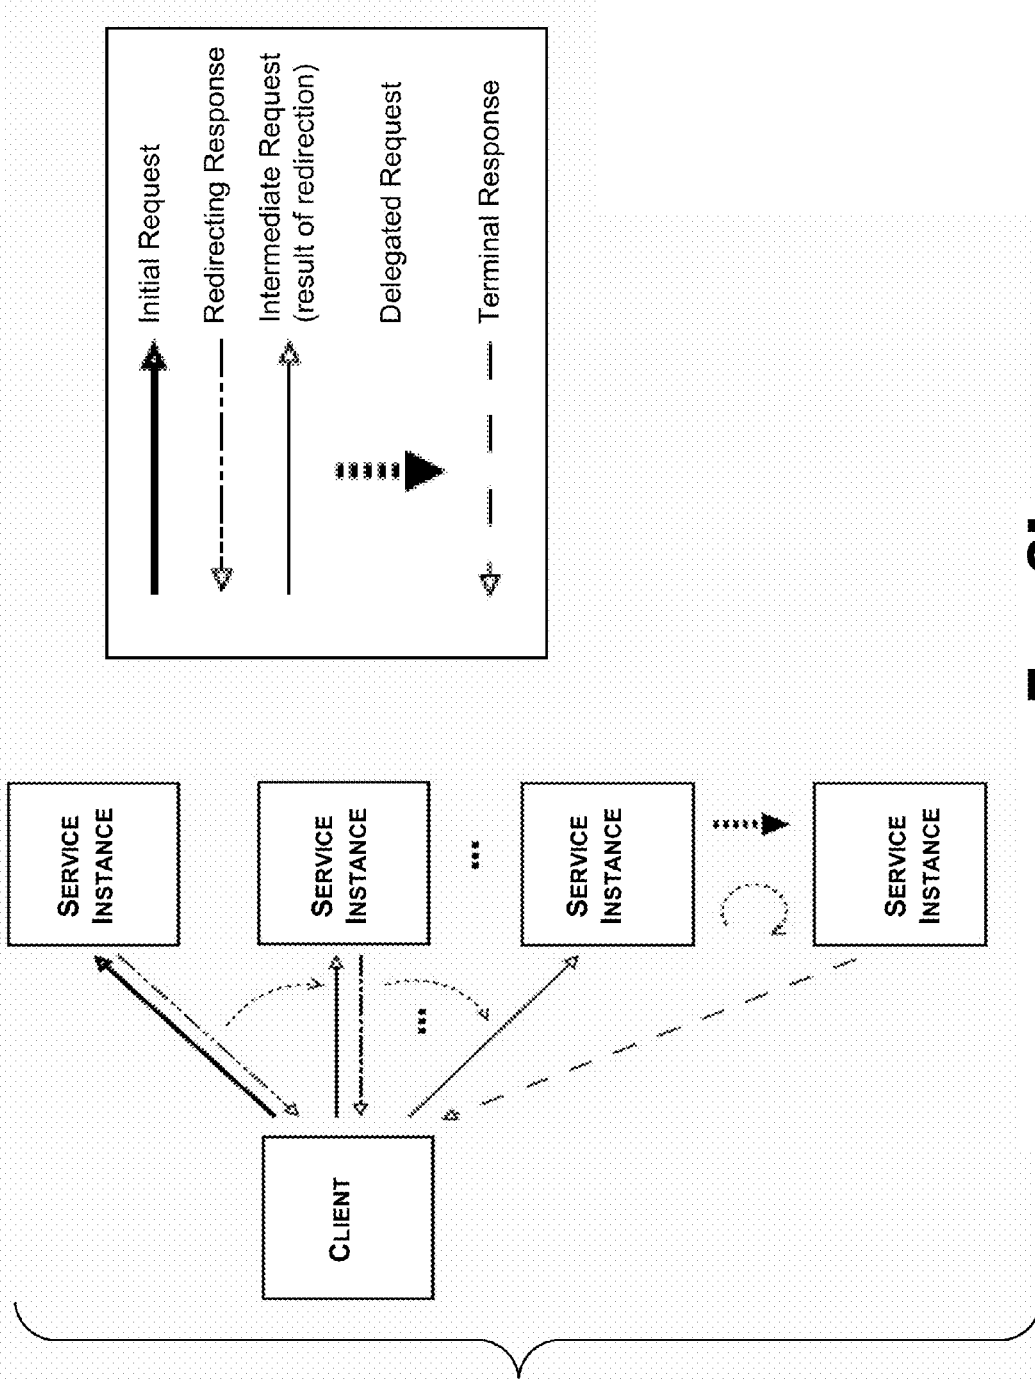 Initial Request
Redirecting Response
Intermediate Request
(result of redirection)
Delegated Request
Terminal Response
SERVICE
INSTANCE
SERVICE
INSTANCE
...
SERVICE
INSTANCE
SERVICE
INSTANCE
...
CLIENT